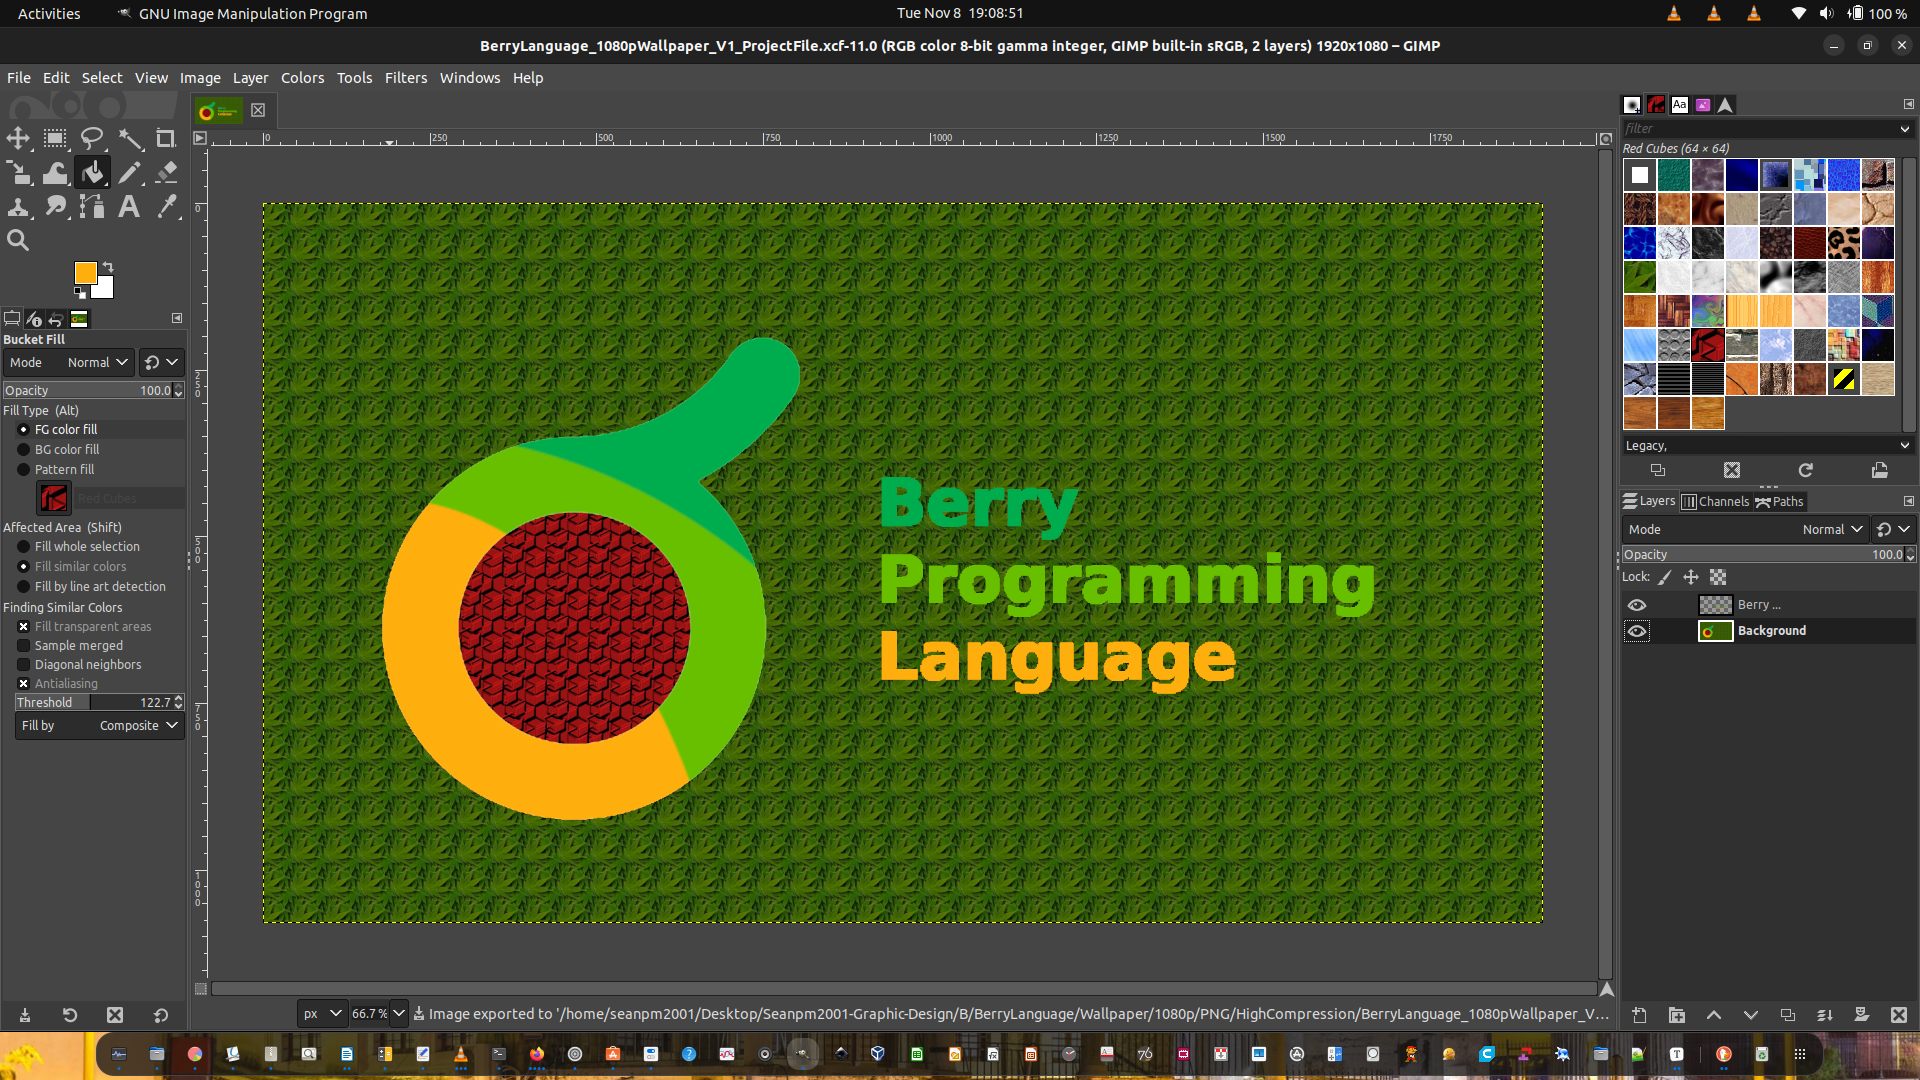 Activities
GNU Image Manipulation Program
Tue Nov 8 19:08:51
100 %
BerryLanguage_1080pWallpaper_V1_ProjectFile.xcf-11.0 (RGB color 8-bit gamma integer, GIMP built-in sRGB, 2 layers) 1920x1080 – GIMP
File Edit Select View Image Layer Colors Tools Filters Windows Help
0 250 500 750 1000 1250 1500 1750
0
250
500
750
1000
Bucket Fill
Mode Normal
Opacity 100.0
Fill Type (Alt)
FG color fill
BG color fill
Pattern fill
Red Cubes
Affected Area (Shift)
Fill whole selection
Fill similar colors
Fill by line art detection
Finding Similar Colors
Fill transparent areas
Sample merged
Diagonal neighbors
Antialiasing
Threshold 122.7
Fill by Composite
Berry
Programming
Language
px
66.7 %
Image exported to '/home/seanpm2001/Desktop/Seanpm2001-Graphic-Design/B/BerryLanguage/Wallpaper/1080p/PNG/HighCompression/BerryLanguage_1080pWallpaper_V…
Aa
filter
Red Cubes (64 × 64)
Legacy,
Layers Channels Paths
Mode Normal
Opacity 100.0
Lock:
Berry ...
Background